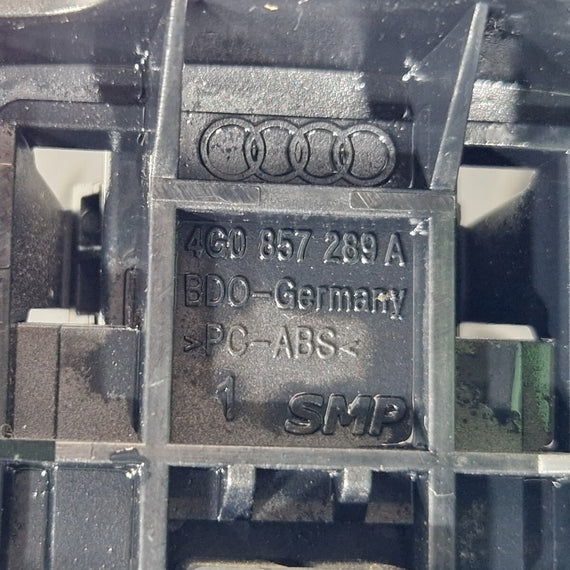 4G0 857 289 A
BDO-Germany
>PC-ABS<
1
SMP